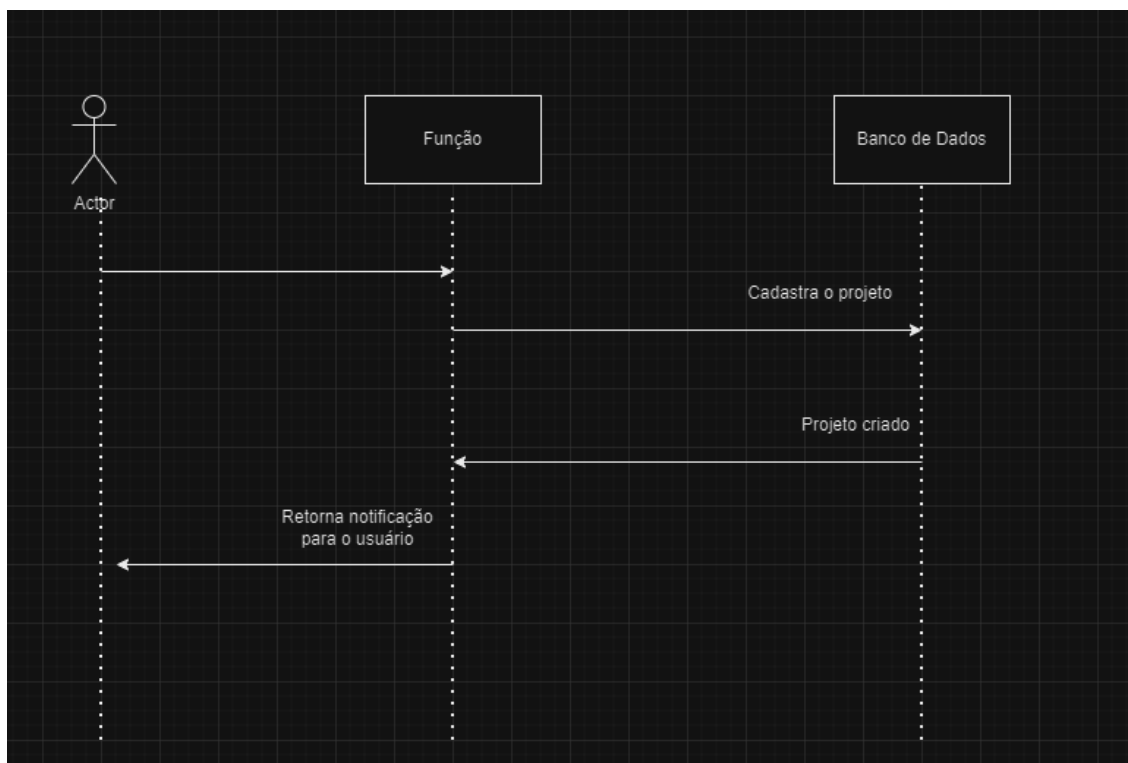 Função
Banco de Dados
Actor
Cadastra o projeto
Projeto criado
Retorna notificação
para o usuário